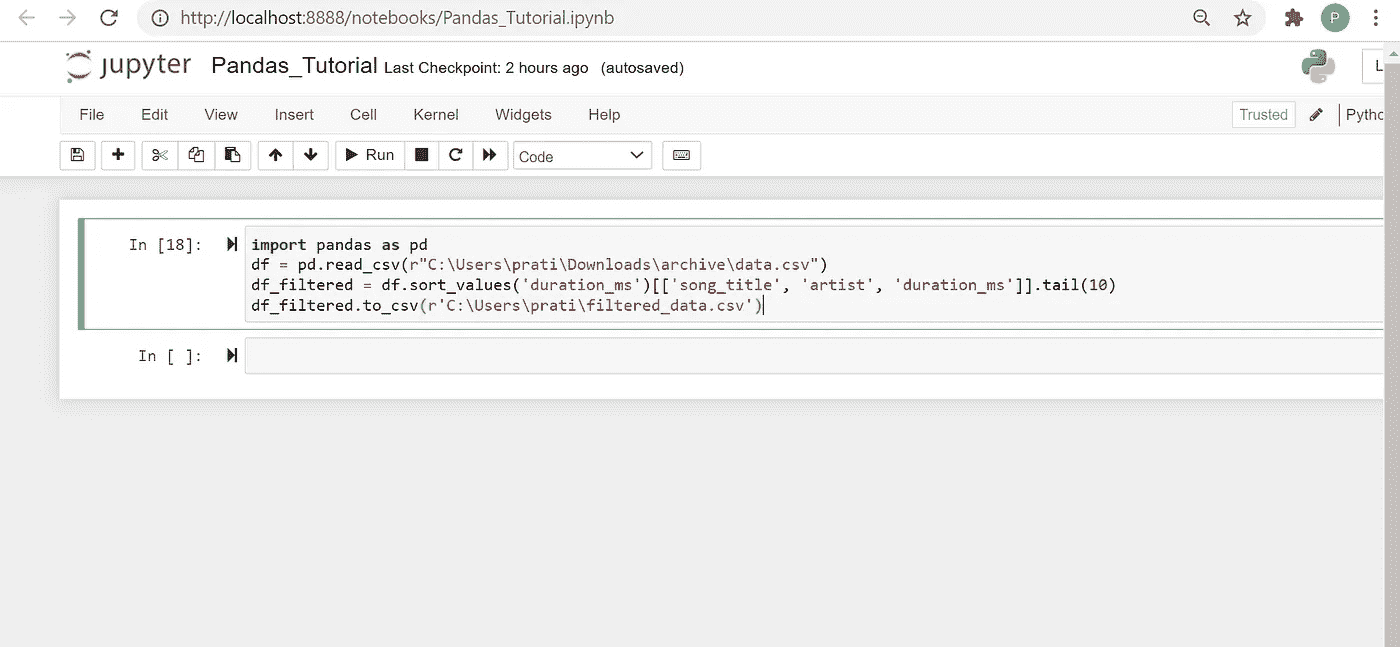 http://localhost:8888/notebooks/Pandas_Tutorial.ipynb
P
jupyter Pandas_Tutorial Last Checkpoint: 2 hours ago (autosaved)
L
File Edit View Insert Cell Kernel Widgets Help Trusted Pytho
Run Code
In [18]: import pandas as pd
df = pd.read_csv(r"C:\Users\prati\Downloads\archive\data.csv")
df_filtered = df.sort_values('duration_ms')[['song_title', 'artist', 'duration_ms']].tail(10)
df_filtered.to_csv(r'C:\Users\prati\filtered_data.csv')
In [ ]: